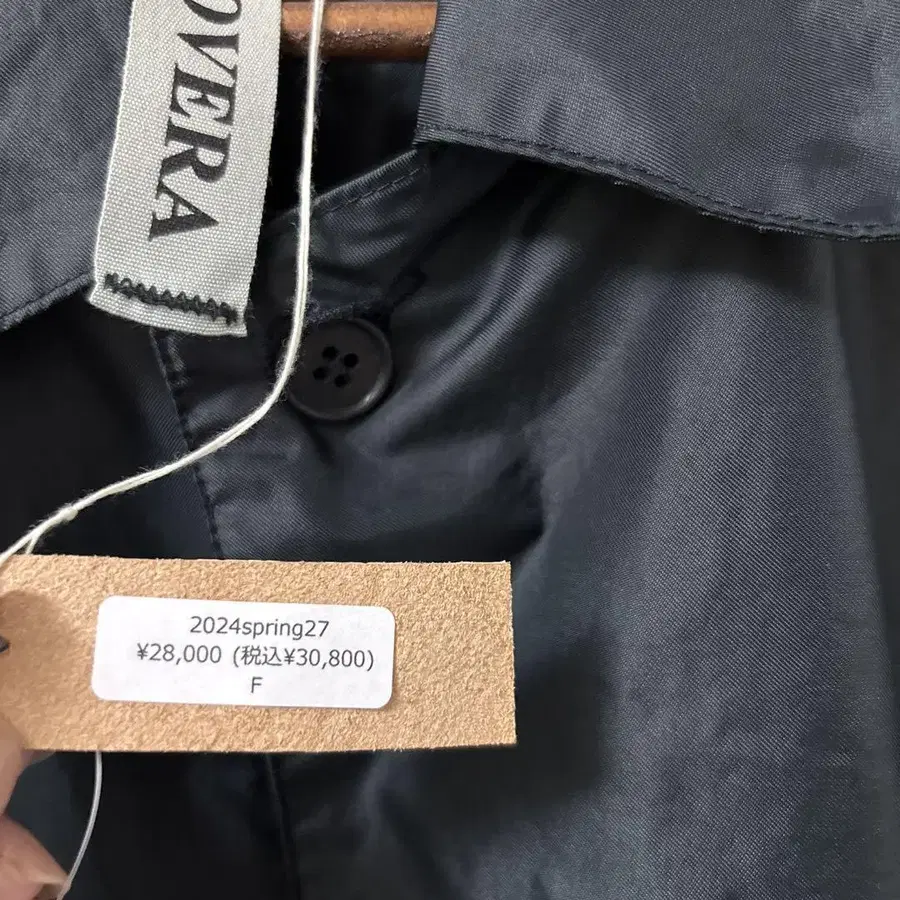 OVERA
2024spring27
¥28,000 (税込¥30,800)
F